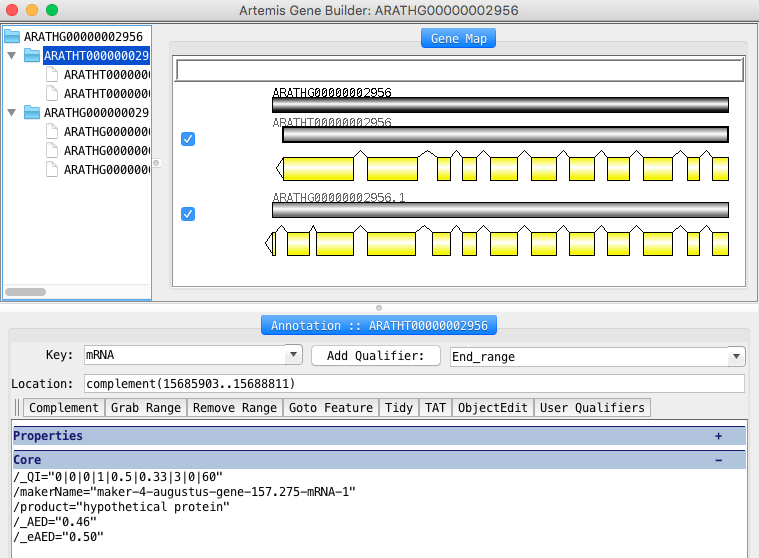 Artemis Gene Builder: ARATHG00000002956
ARATHG00000002956
ARATHT000000029
ARATHT0000000
ARATHT0000000
ARATHG000000029
ARATHG0000000
ARATHG0000000
ARATHG0000000
Gene Map
ARATHG00000002956
ARATHT00000002956
ARATHG00000002956.1
Annotation :: ARATHT00000002956
Key: mRNA Add Qualifier: End_range
Location: complement(15685903..15688811)
Complement Grab Range Remove Range Goto Feature Tidy TAT ObjectEdit User Qualifiers
Properties +
Core -
/_QI="0|0|0|1|0.5|0.33|3|0|60"
/makerName="maker-4-augustus-gene-157.275-mRNA-1"
/product="hypothetical protein"
/_AED="0.46"
/_eAED="0.50"